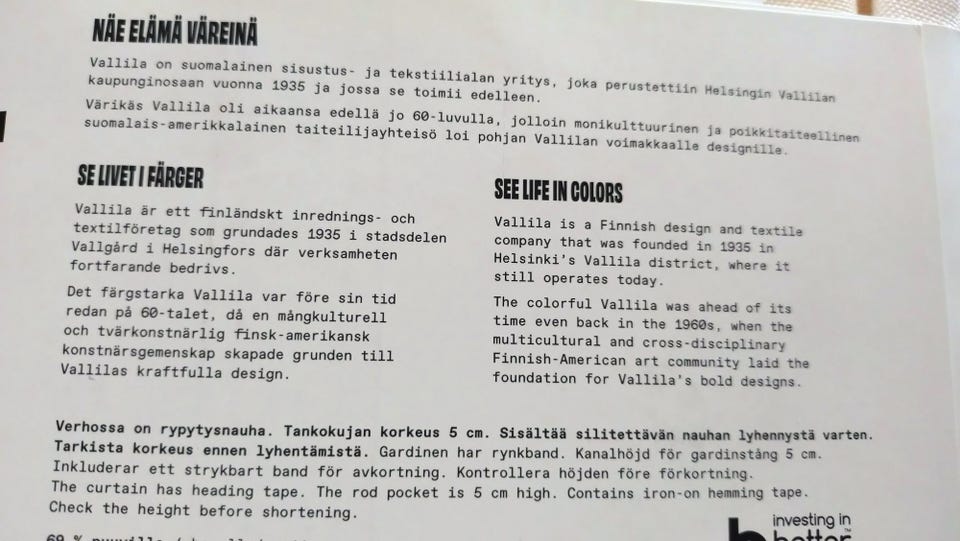 NÄE ELÄMÄ VÄREINÄ
Vallila on suomalainen sisustus- ja tekstiilialan yritys, joka perustettiin Helsingin Vallilan
kaupunginosaan vuonna 1935 ja jossa se toimii edelleen.
Värikäs Vallila oli aikaansa edellä jo 60-luvulla, jolloin monikulttuurinen ja poikkitaiteellinen
suomalais-amerikkalainen taiteilijayhteisö loi pohjan Vallilan voimakkaalle designille.
SE LIVET I FÄRGER
Vallila är ett finländskt inrednings- och
textilföretag som grundades 1935 i stadsdelen
Vallgård i Helsingfors där verksamheten
fortfarande bedrivs.
Det färgstarka Vallila var före sin tid
redan på 60-talet, då en mångkulturell
och tvärkonstnärlig finsk-amerikansk
konstnärsgemenskap skapade grunden till
Vallilas kraftfulla design.
SEE LIFE IN COLORS
Vallila is a Finnish design and textile
company that was founded in 1935 in
Helsinki's Vallila district, where it
still operates today.
The colorful Vallila was ahead of its
time even back in the 1960s, when the
multicultural and cross-disciplinary
Finnish-American art community laid the
foundation for Vallila's bold designs.
Verhossa on rypytysnauha. Tankokujan korkeus 5 cm. Sisältää silitettävän nauhan lyhennystä varten.
Tarkista korkeus ennen lyhentämistä. Gardinen har rynkband. Kanalhöjd för gardinstång 5 cm.
Inkluderar ett strykbart band för avkortning. Kontrollera höjden före förkortning.
The curtain has heading tape. The rod pocket is 5 cm high. Contains iron-on hemming tape.
Check the height before shortening.
investing in
better™